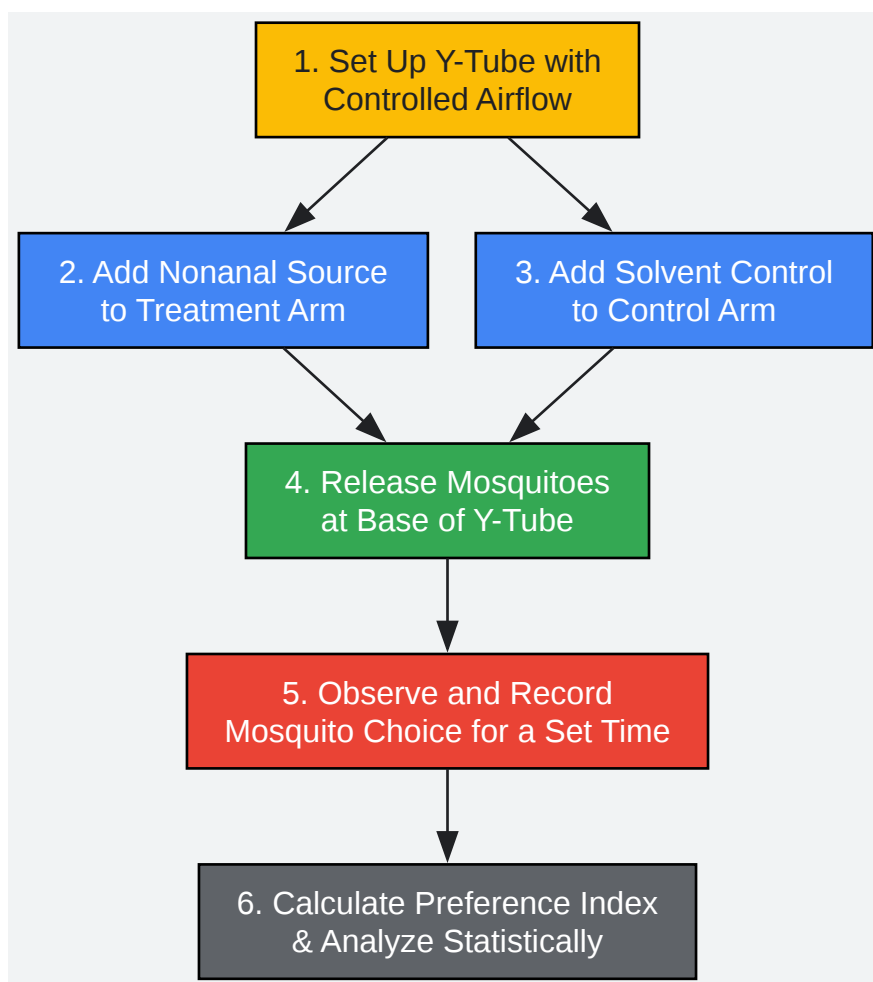 1. Set Up Y-Tube with
Controlled Airflow
2. Add Nonanal Source
to Treatment Arm
3. Add Solvent Control
to Control Arm
4. Release Mosquitoes
at Base of Y-Tube
5. Observe and Record
Mosquito Choice for a Set Time
6. Calculate Preference Index
& Analyze Statistically